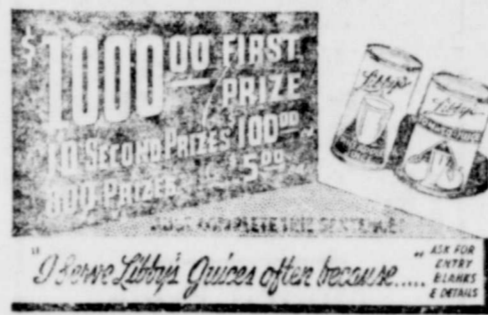 $1000.00 FIRST
PRIZE
10 SECOND PRIZES 100.00
PRIZES $5.00
Libby's
Libby's
JUST COMPLETE THIS SENTENCE:
"I Serve Libby's Juices often because....."
ASK FOR
ENTRY
BLANKS
& DETAILS